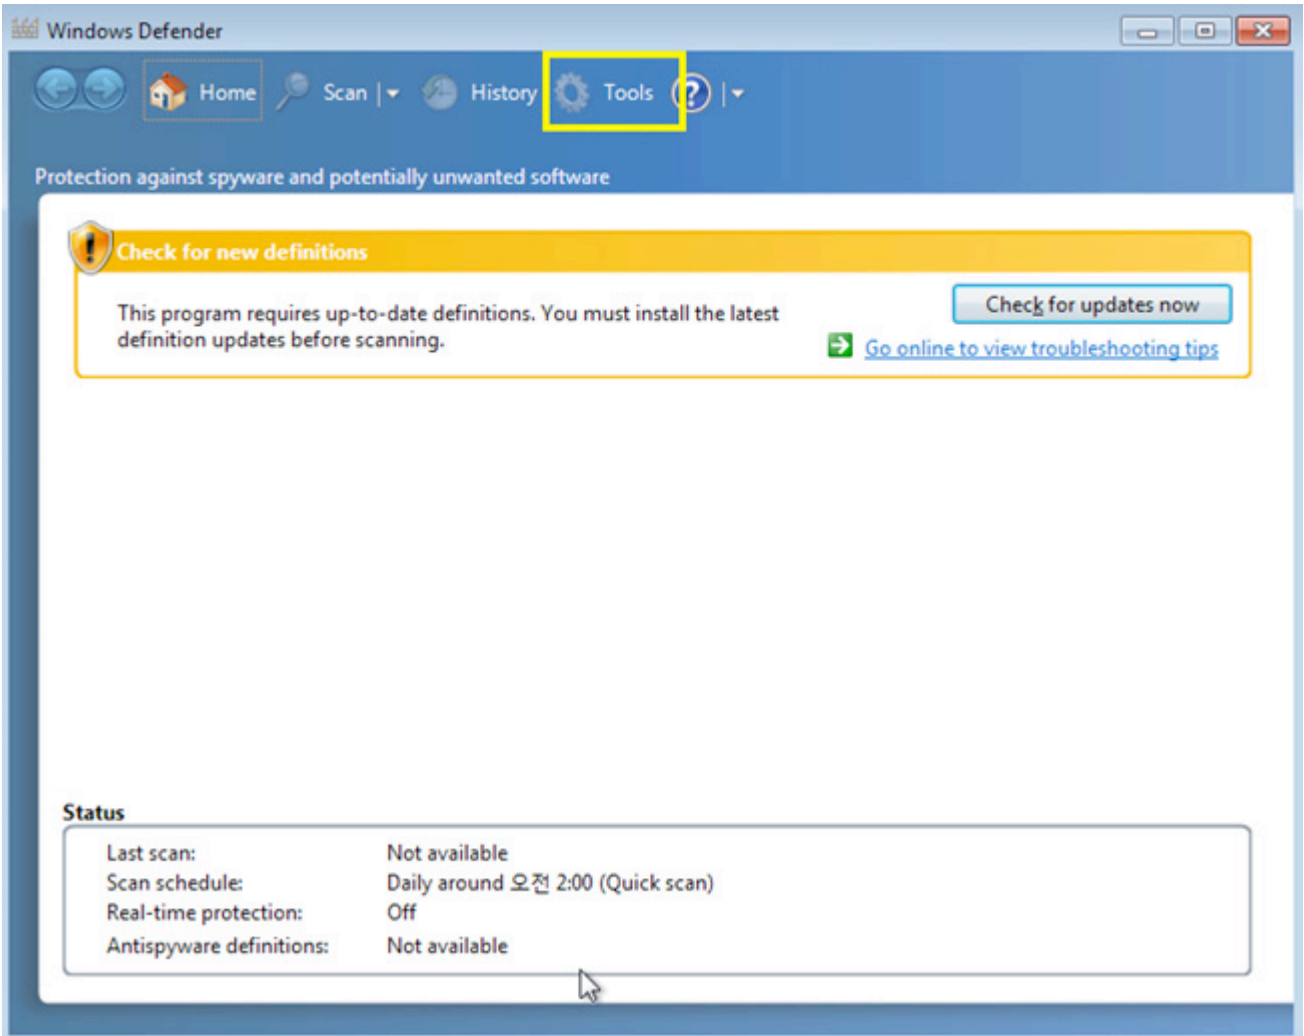 Windows Defender
Home Scan History Tools ?
Protection against spyware and potentially unwanted software
Check for new definitions
This program requires up-to-date definitions. You must install the latest
definition updates before scanning.
Check for updates now
Go online to view troubleshooting tips
Status
Last scan: Not available
Scan schedule: Daily around 오전 2:00 (Quick scan)
Real-time protection: Off
Antispyware definitions: Not available